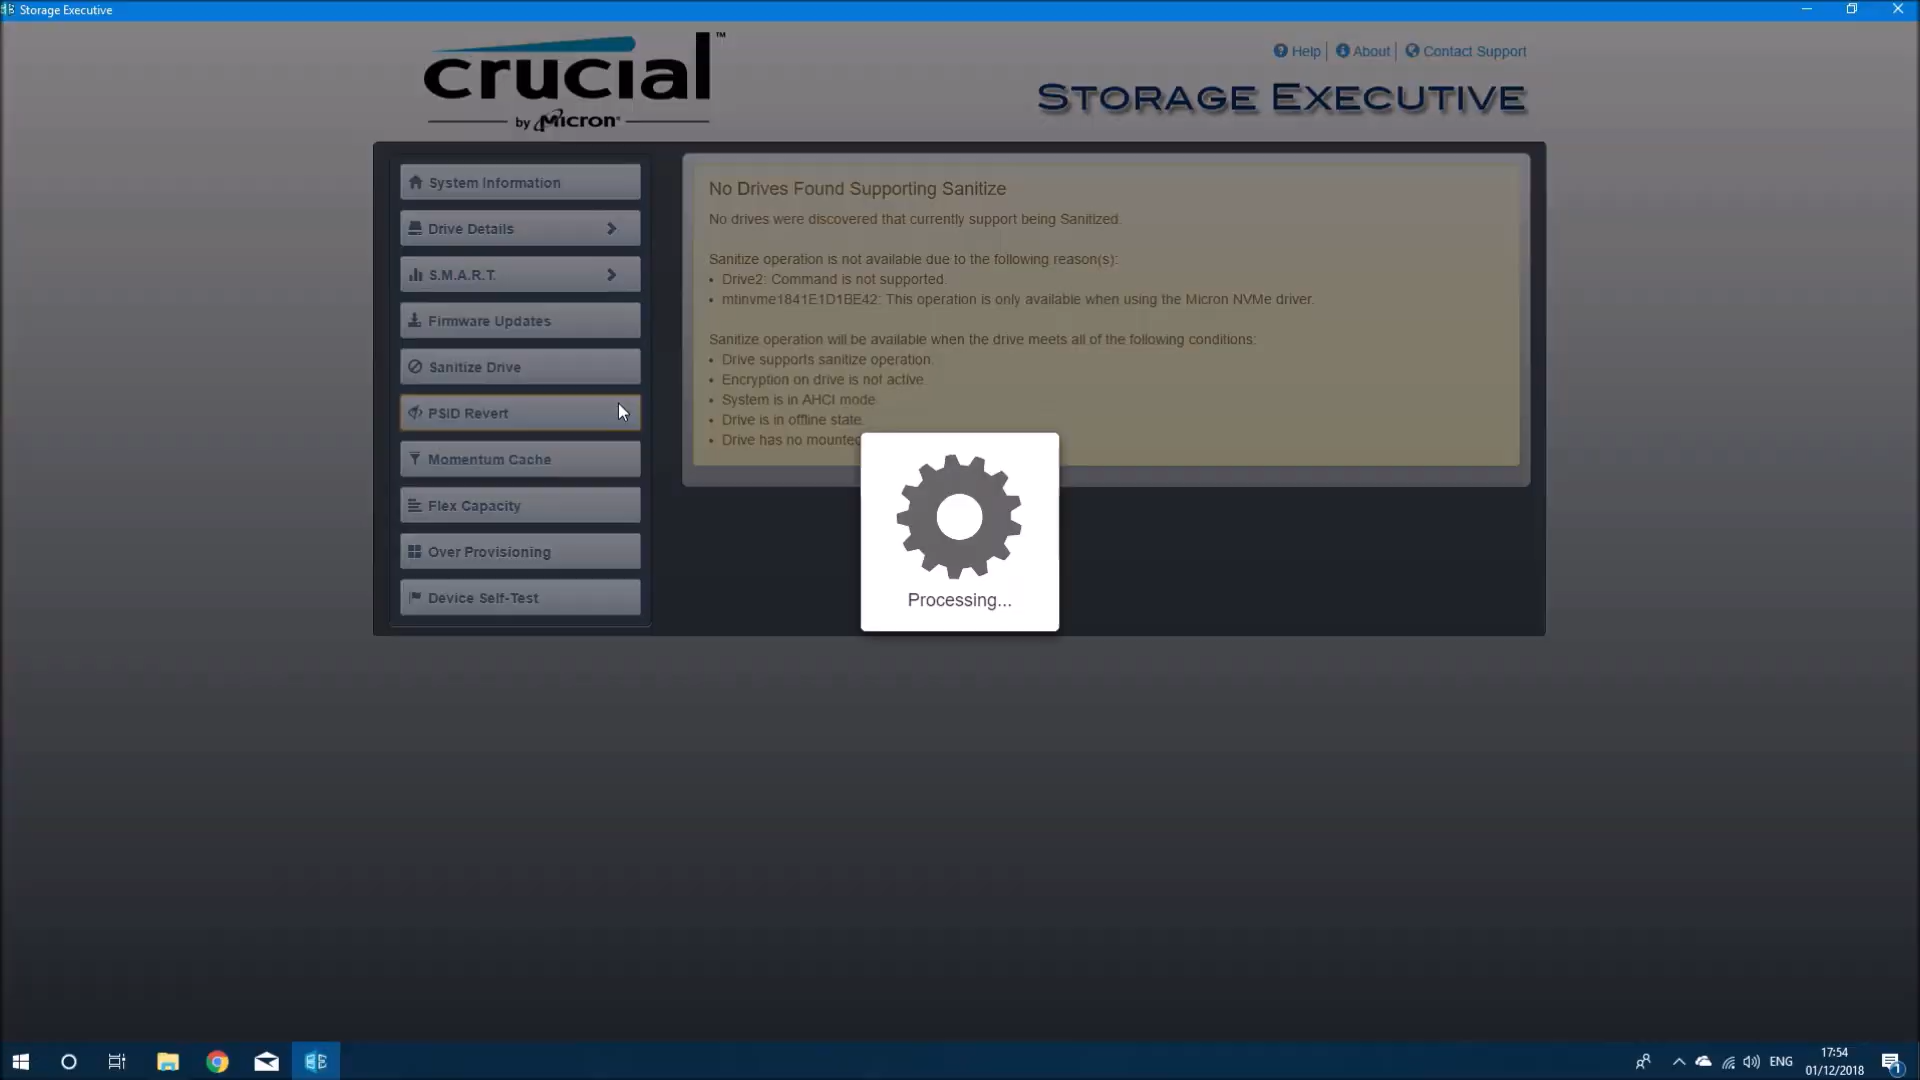 Storage Executive
crucial™
by Micron®
Help
About
Contact Support
STORAGE EXECUTIVE
System Information
Drive Details
S.M.A.R.T.
Firmware Updates
Sanitize Drive
PSID Revert
Momentum Cache
Flex Capacity
Over Provisioning
Device Self-Test
No Drives Found Supporting Sanitize
No drives were discovered that currently support being Sanitized.
Sanitize operation is not available due to the following reason(s):
• Drive2: Command is not supported.
• mtinvme1841E1D1BE42: This operation is only available when using the Micron NVMe driver.
Sanitize operation will be available when the drive meets all of the following conditions:
• Drive supports sanitize operation.
• Encryption on drive is not active.
• System is in AHCI mode.
• Drive is in offline state.
• Drive has no mounted
Processing...
ENG
17:54
01/12/2018
1